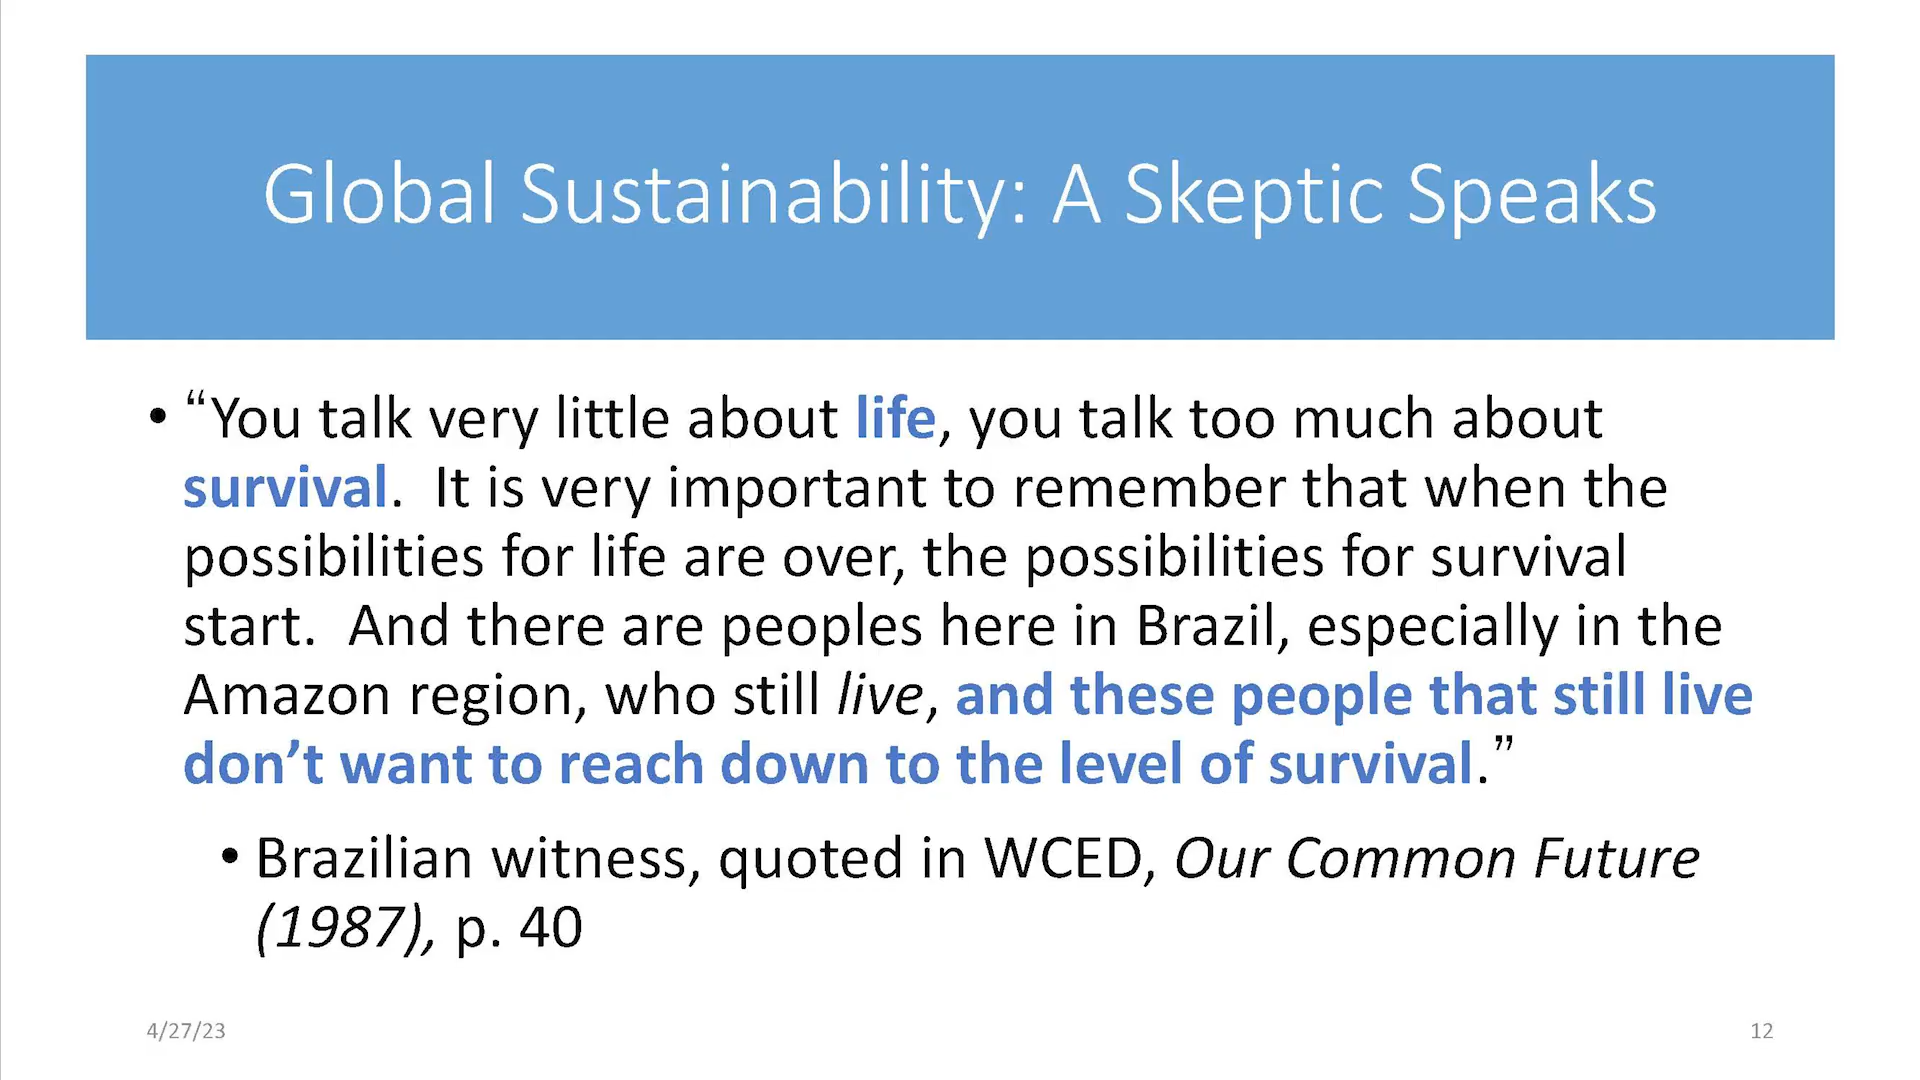 Global Sustainability: A Skeptic Speaks
• “You talk very little about life, you talk too much about
survival.  It is very important to remember that when the
possibilities for life are over, the possibilities for survival
start.  And there are peoples here in Brazil, especially in the
Amazon region, who still live, and these people that still live
don’t want to reach down to the level of survival.”
• Brazilian witness, quoted in WCED, Our Common Future
(1987), p. 40
4/27/23
12